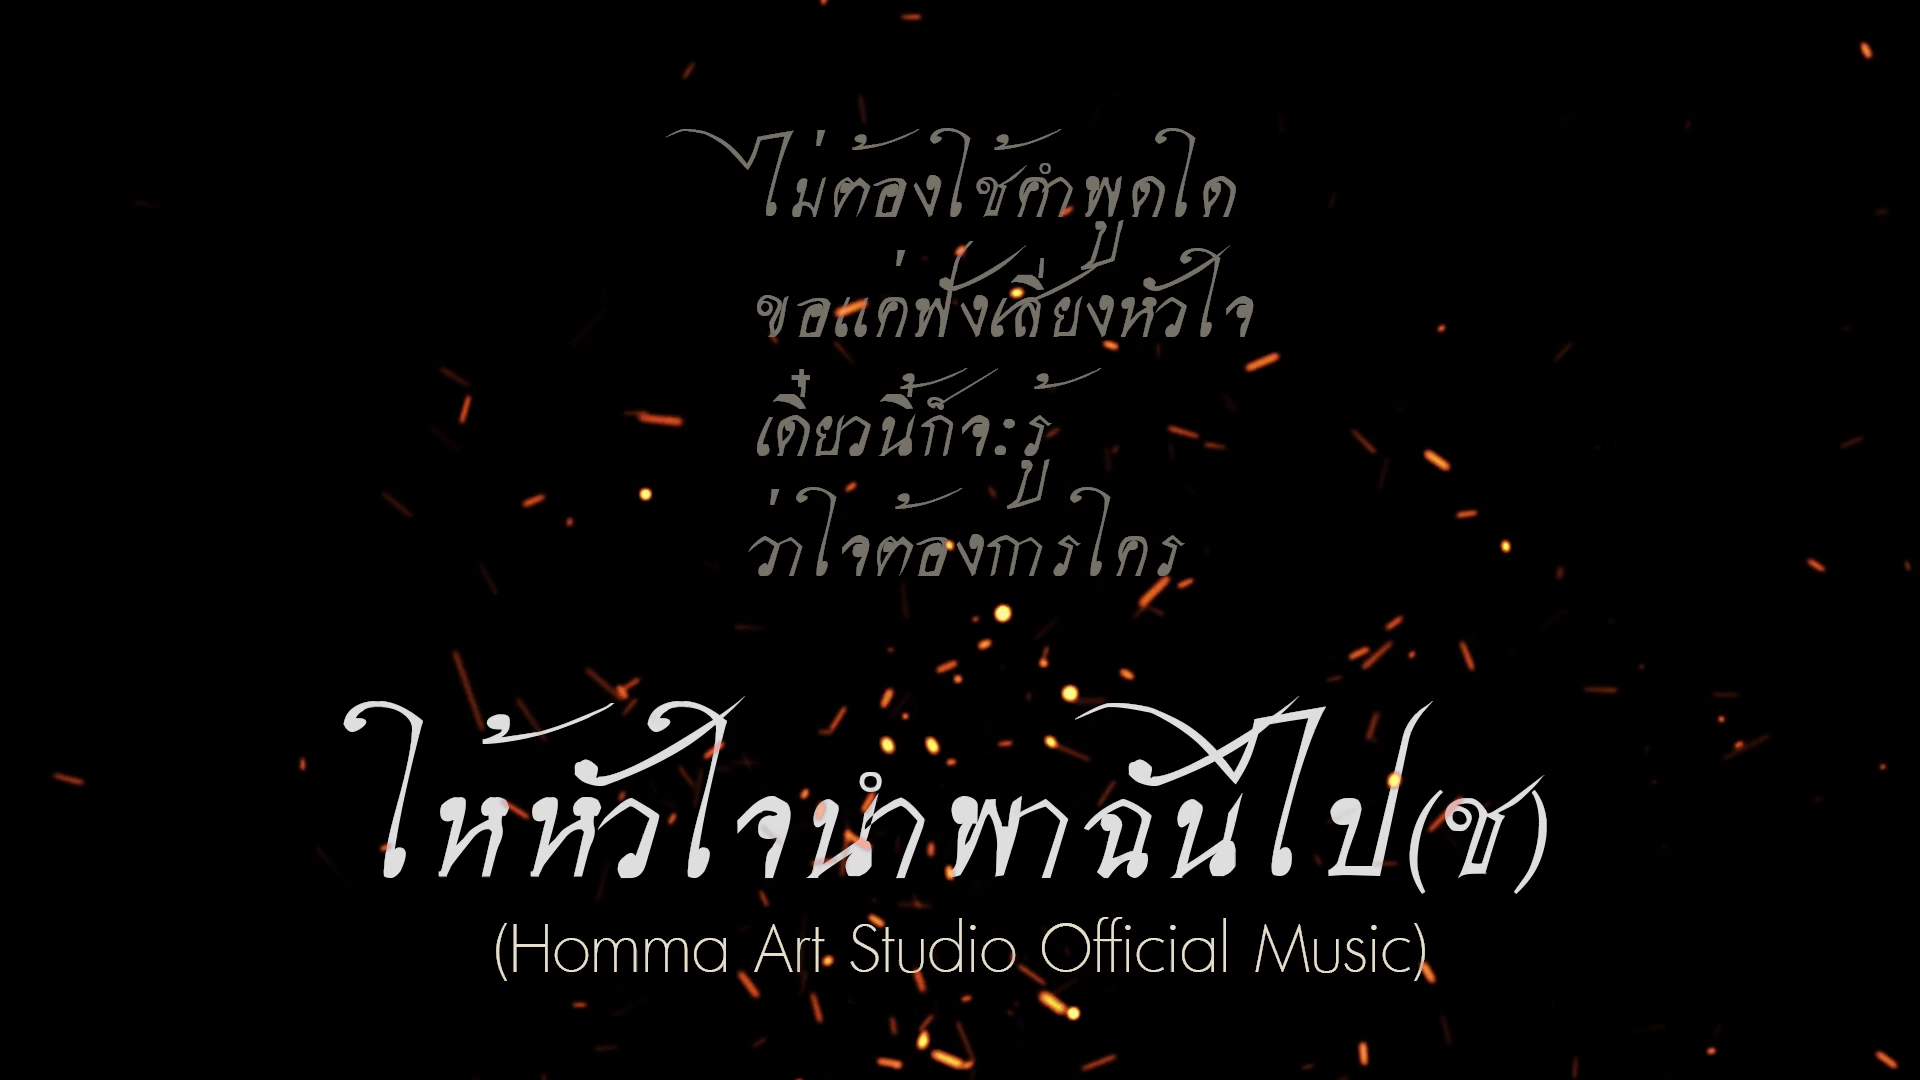 ไม่ต้องใช้คำพูดใด
ขอแค่ฟังเสียงหัวใจ
เดี๋ยวนี้ก็จะรู้
ว่าใจต้องการใคร
ให้หัวใจนำพาฉันไป(ช)
(Homma Art Studio Official Music)